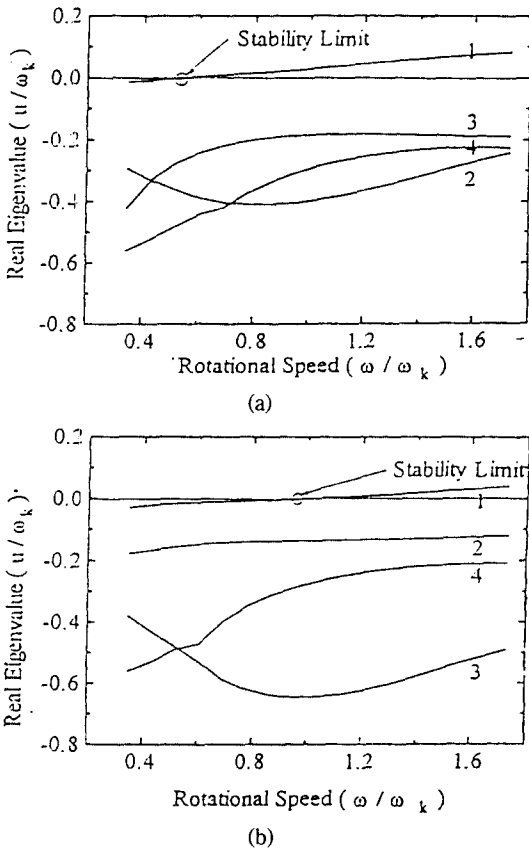 0.2
Stability Limit
1
0.0
-0.2
3
4
2
-0.4
-0.6
-0.8
Real Eigenvalue ( u / ω k )
0.4 0.8 1.2 1.6
Rotational Speed ( ω / ω k )
(a)
0.2
Stability Limit
0.0
1
-0.2
2
4
-0.4
-0.6
3
-0.8
Real Eigenvalue ( u / ω k )
0.4 0.8 1.2 1.6
Rotational Speed ( ω / ω k )
(b)